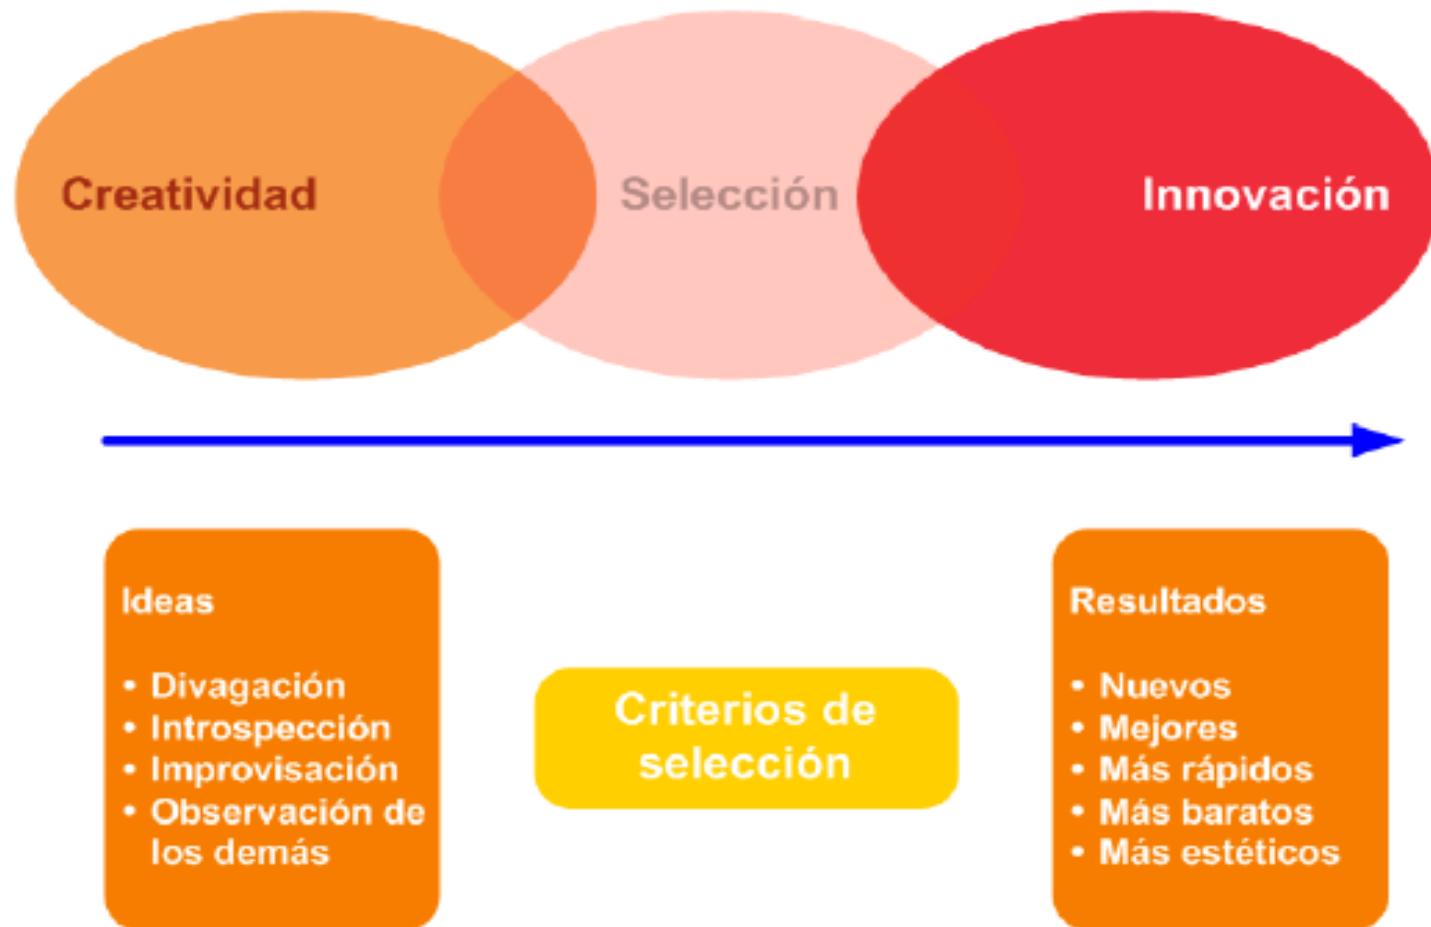 Creatividad
Selección
Innovación
Ideas
• Divagación
• Introspección
• Improvisación
• Observación de
los demás
Criterios de
selección
Resultados
• Nuevos
• Mejores
• Más rápidos
• Más baratos
• Más estéticos